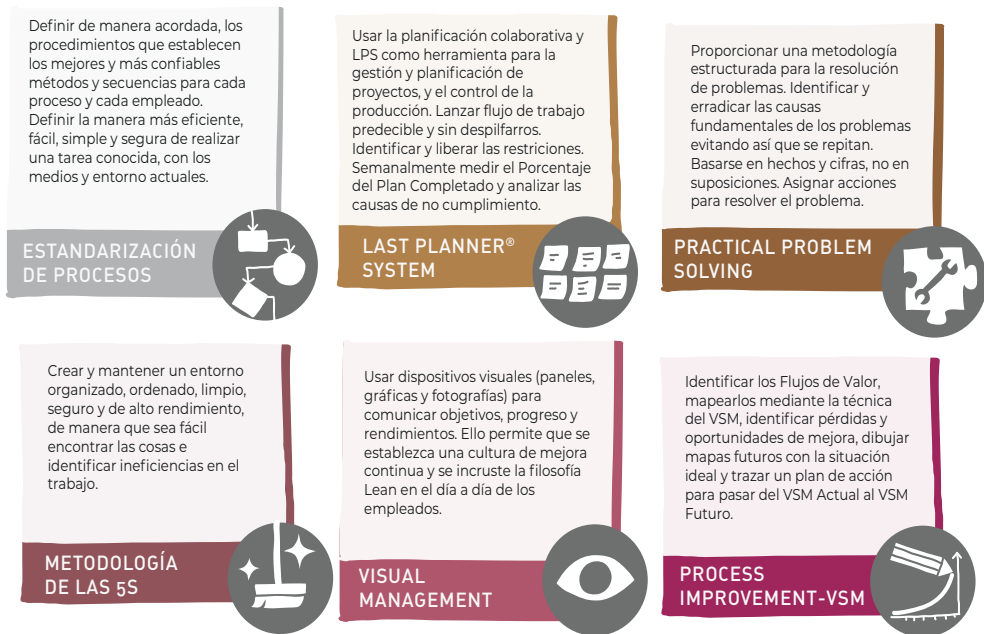 Definir de manera acordada, los
procedimientos que establecen
los mejores y más confiables
métodos y secuencias para cada
proceso y cada empleado.
Definir la manera más eficiente,
fácil, simple y segura de realizar
una tarea conocida, con los
medios y entorno actuales.
ESTANDARIZACIÓN
DE PROCESOS
Usar la planificación colaborativa y
LPS como herramienta para la
gestión y planificación de
proyectos, y el control de la
producción. Lanzar flujo de trabajo
predecible y sin despilfarros.
Identificar y liberar las restriciones.
Semanalmente medir el Porcentaje
del Plan Completado y analizar las
causas de no cumplimiento.
LAST PLANNER®
SYSTEM
Proporcionar una metodología
estructurada para la resolución
de problemas. Identificar y
erradicar las causas
fundamentales de los problemas
evitando así que se repitan.
Basarse en hechos y cifras, no en
suposiciones. Asignar acciones
para resolver el problema.
PRACTICAL PROBLEM
SOLVING
Crear y mantener un entorno
organizado, ordenado, limpio,
seguro y de alto rendimiento,
de manera que sea fácil
encontrar las cosas e
identificar ineficiencias en el
trabajo.
METODOLOGÍA
DE LAS 5S
Usar dispositivos visuales (paneles,
gráficas y fotografías) para
comunicar objetivos, progreso y
rendimientos. Ello permite que se
establezca una cultura de mejora
continua y se incruste la filosofía
Lean en el día a día de los
empleados.
VISUAL
MANAGEMENT
Identificar los Flujos de Valor,
mapearlos mediante la técnica
del VSM, identificar pérdidas y
oportunidades de mejora, dibujar
mapas futuros con la situación
ideal y trazar un plan de acción
para pasar del VSM Actual al VSM
Futuro.
PROCESS
IMPROVEMENT-VSM